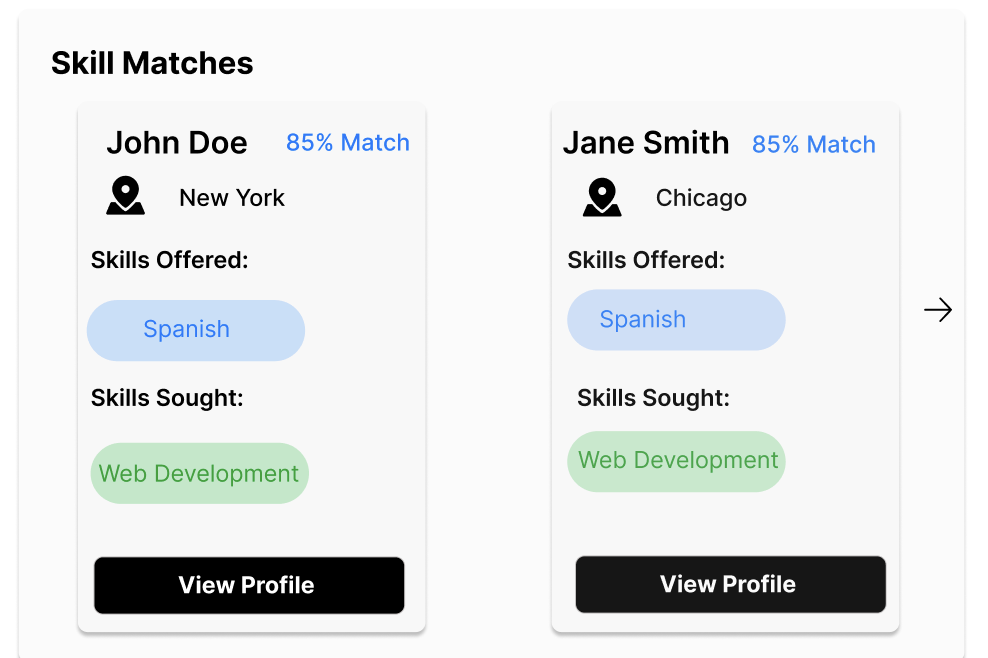 Skill Matches
John Doe 85% Match
New York
Skills Offered:
Spanish
Skills Sought:
Web Development
View Profile
Jane Smith 85% Match
Chicago
Skills Offered:
Spanish
Skills Sought:
Web Development
View Profile